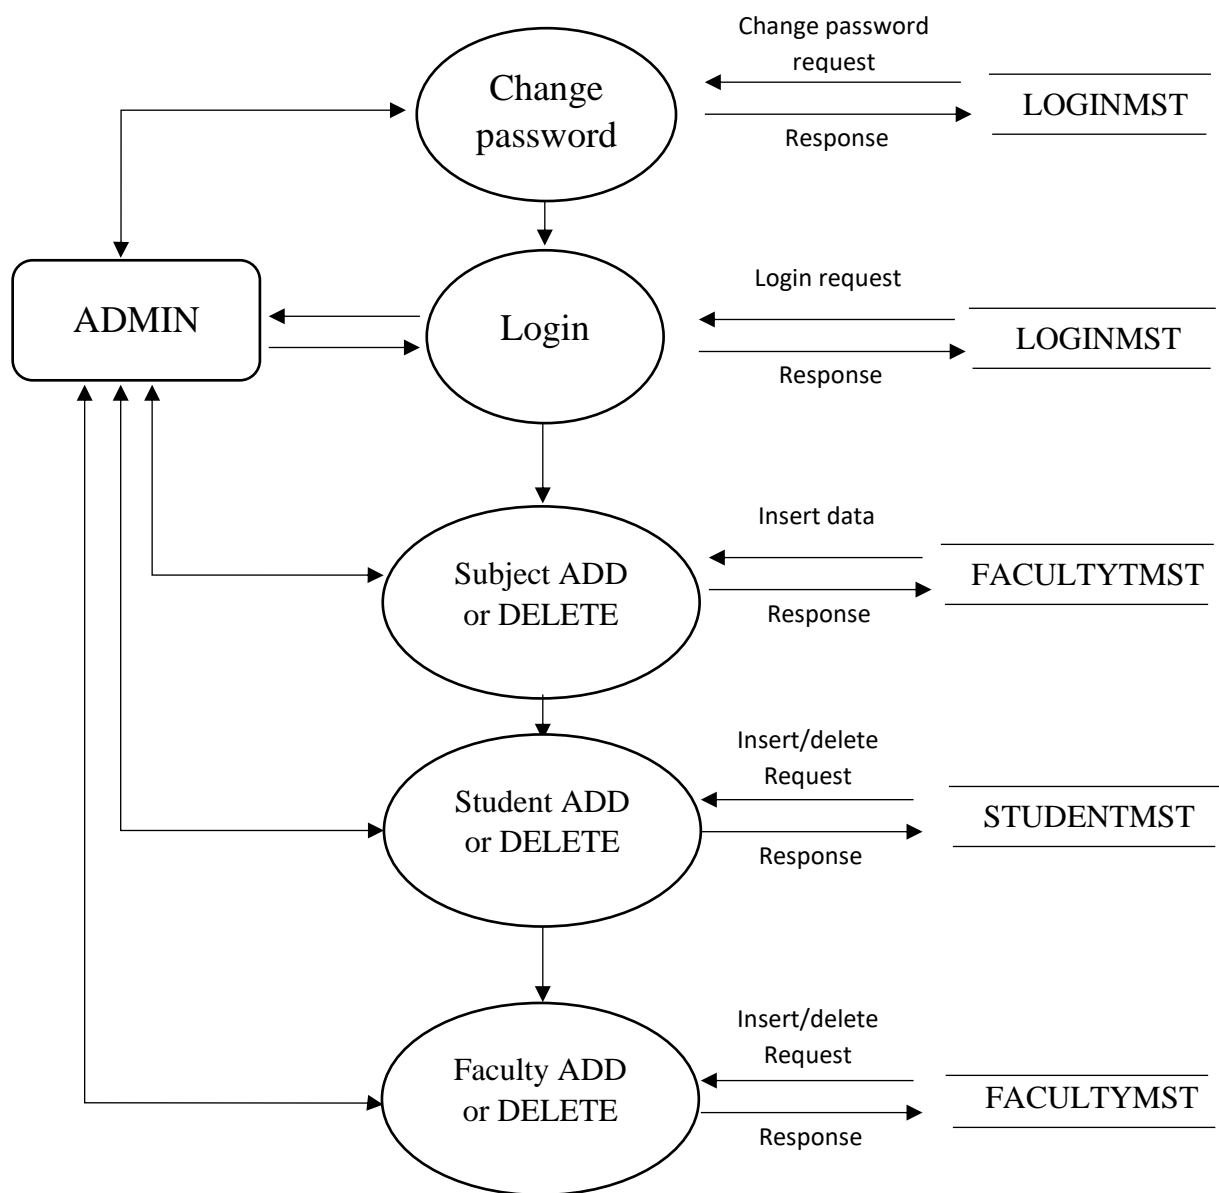 Change password
request
Change
password
LOGINMST
Response
ADMIN
Login request
Login
LOGINMST
Response
Insert data
Subject ADD
or DELETE
FACULTYTMST
Response
Insert/delete
Request
Student ADD
or DELETE
STUDENTMST
Response
Insert/delete
Request
Faculty ADD
or DELETE
FACULTYMST
Response